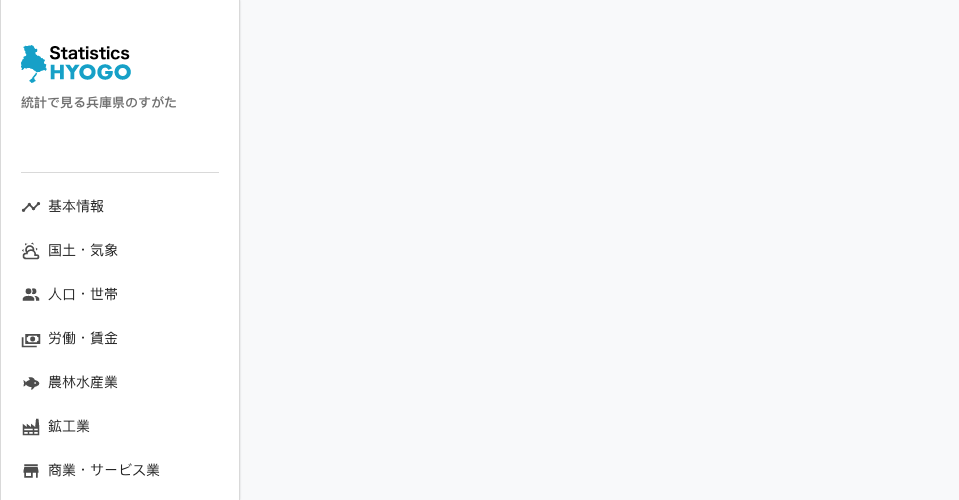 Statistics
HYOGO
統計で見る兵庫県のすがた
基本情報
国土・気象
人口・世帯
労働・賃金
農林水産業
鉱工業
商業・サービス業